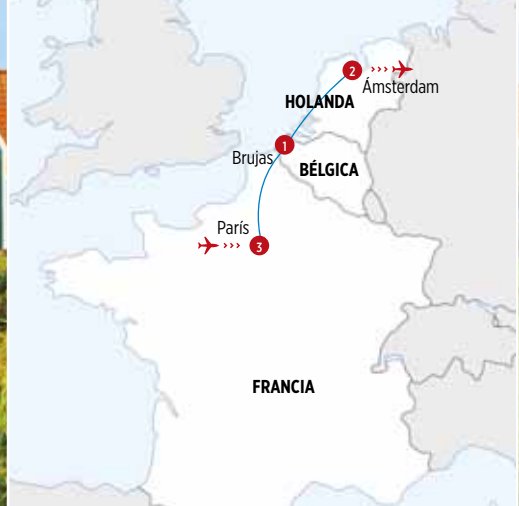 2
Ámsterdam
HOLANDA
Brujas
1
BÉLGICA
París
3
FRANCIA